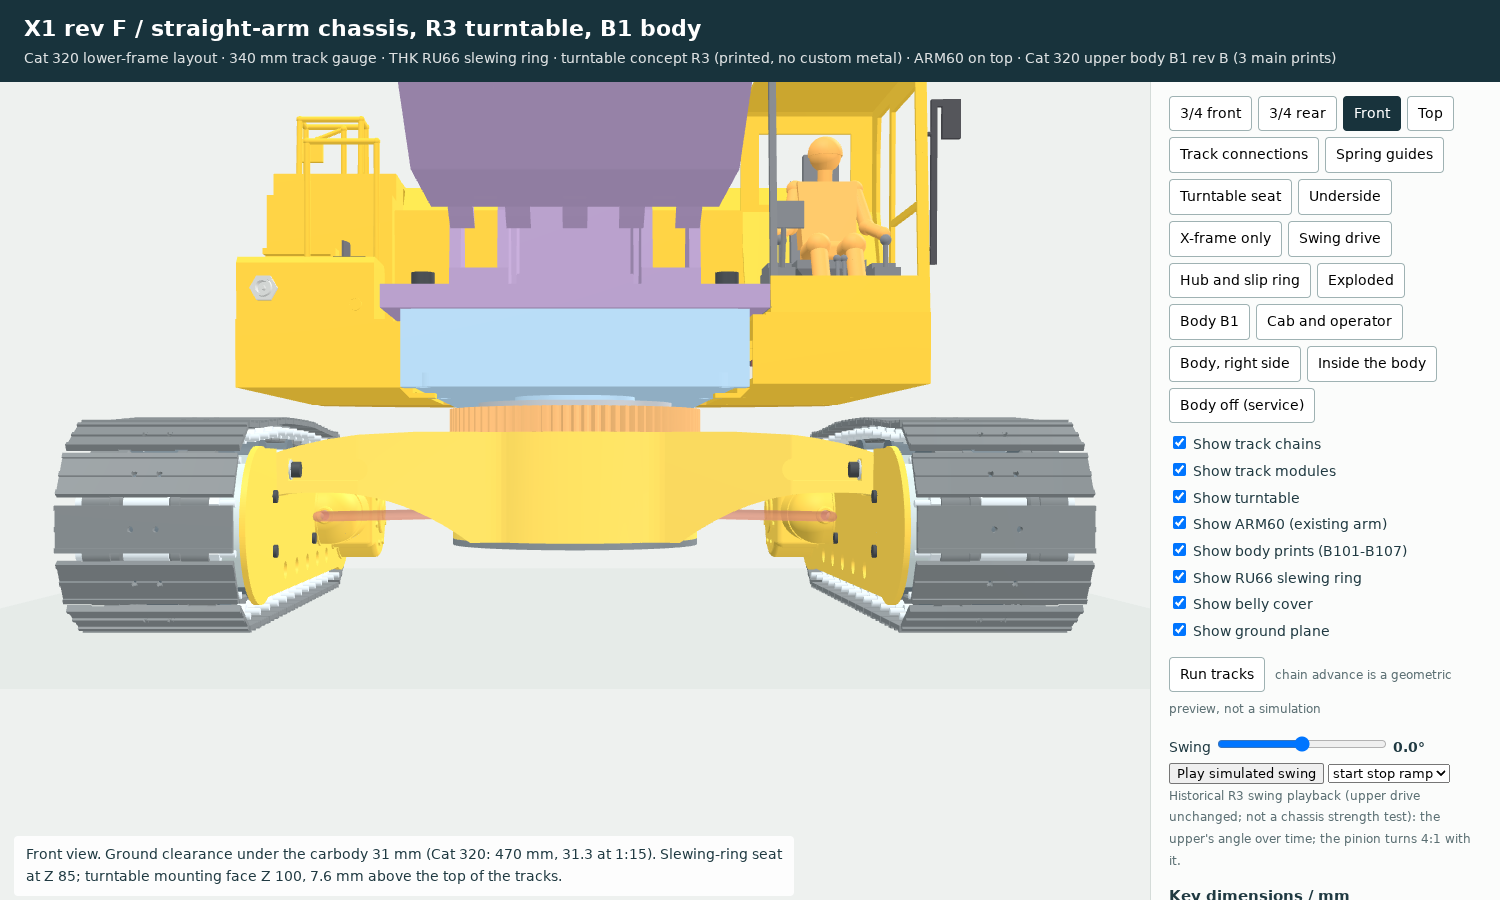 X1 rev F / straight-arm chassis, R3 turntable, B1 body
Cat 320 lower-frame layout · 340 mm track gauge · THK RU66 slewing ring · turntable concept R3 (printed, no custom metal) · ARM60 on top · Cat 320 upper body B1 rev B (3 main prints)
3/4 front 3/4 rear Front Top
Track connections Spring guides
Turntable seat Underside
X-frame only Swing drive
Hub and slip ring Exploded
Body B1 Cab and operator
Body, right side Inside the body
Body off (service)
Show track chains
Show track modules
Show turntable
Show ARM60 (existing arm)
Show body prints (B101-B107)
Show RU66 slewing ring
Show belly cover
Show ground plane
Run tracks chain advance is a geometric
preview, not a simulation
Swing 0.0°
Play simulated swing start stop ramp
Historical R3 swing playback (upper drive
unchanged; not a chassis strength test): the
upper's angle over time; the pinion turns 4:1 with
it.
Key dimensions / mm
Front view. Ground clearance under the carbody 31 mm (Cat 320: 470 mm, 31.3 at 1:15). Slewing-ring seat
at Z 85; turntable mounting face Z 100, 7.6 mm above the top of the tracks.